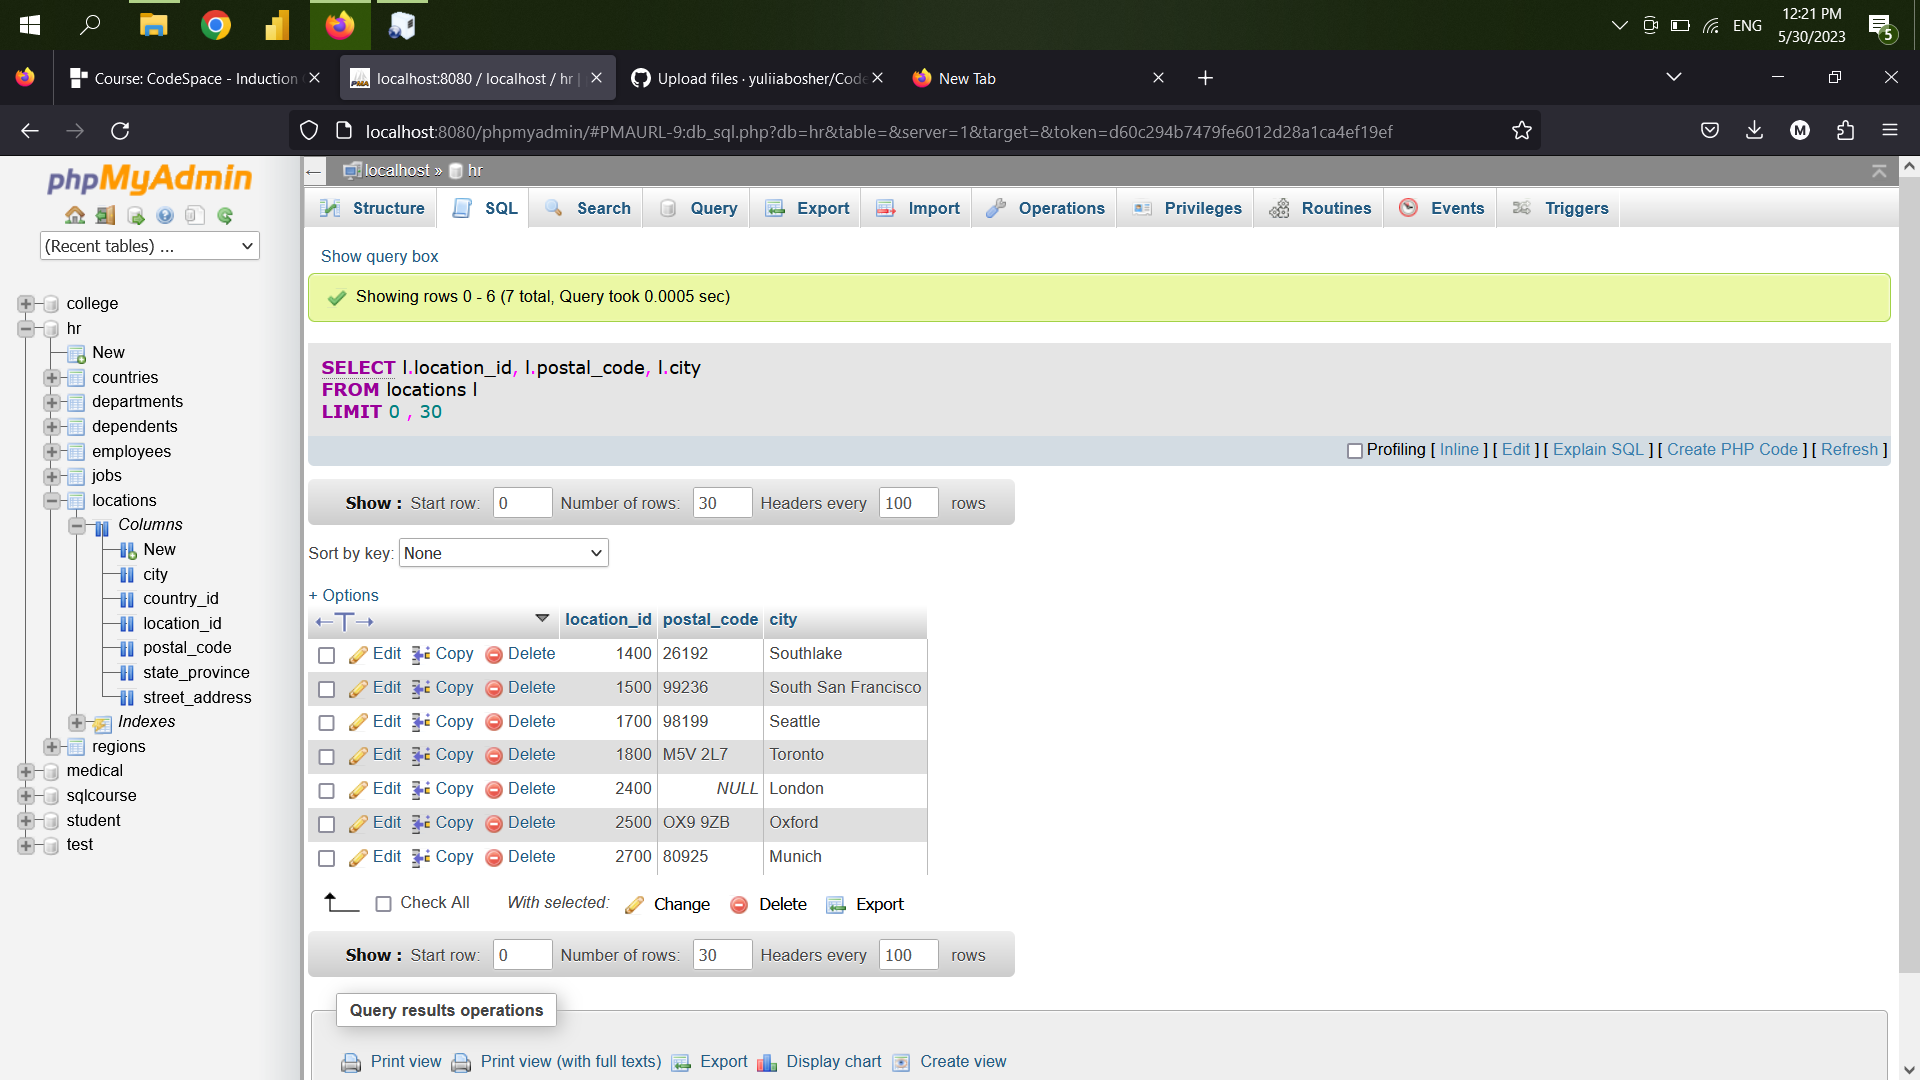 ENG
12:21 PM
5/30/2023
5
Course: CodeSpace - Induction
localhost:8080 / localhost / hr |
Upload files · yuliiabosher/Code
New Tab
localhost:8080/phpmyadmin/#PMAURL-9:db_sql.php?db=hr&table=&server=1&target=&token=d60c294b7479fe6012d28a1ca4ef19ef
M
phpMyAdmin
(Recent tables) ...
college
hr
New
countries
departments
dependents
employees
jobs
locations
Columns
New
city
country_id
location_id
postal_code
state_province
street_address
Indexes
regions
medical
sqlcourse
student
test
localhost » hr
Structure SQL Search Query Export Import Operations Privileges Routines Events Triggers
Show query box
Showing rows 0 - 6 (7 total, Query took 0.0005 sec)
SELECT l.location_id, l.postal_code, l.city
FROM locations l
LIMIT 0 , 30
Profiling [ Inline ] [ Edit ] [ Explain SQL ] [ Create PHP Code ] [ Refresh ]
Show : Start row: 0 Number of rows: 30 Headers every 100 rows
Sort by key: None
+ Options
←T→ location_id postal_code city
Edit Copy Delete 1400 26192 Southlake
Edit Copy Delete 1500 99236 South San Francisco
Edit Copy Delete 1700 98199 Seattle
Edit Copy Delete 1800 M5V 2L7 Toronto
Edit Copy Delete 2400 NULL London
Edit Copy Delete 2500 OX9 9ZB Oxford
Edit Copy Delete 2700 80925 Munich
Check All With selected: Change Delete Export
Show : Start row: 0 Number of rows: 30 Headers every 100 rows
Query results operations
Print view Print view (with full texts) Export Display chart Create view